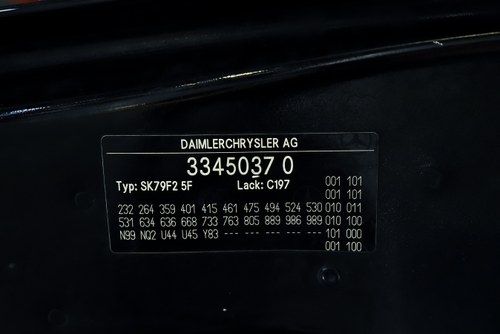 DAIMLERCHRYSLER AG
3345037 0
Typ: SK79F2 5F Lack: C197
001 101
001 101
232 264 359 401 415 461 475 494 524 530 010 011
531 634 636 668 733 763 805 889 986 989 010 100
N99 NQ2 U44 U45 Y83 --- --- --- --- --- 101 000
001 100